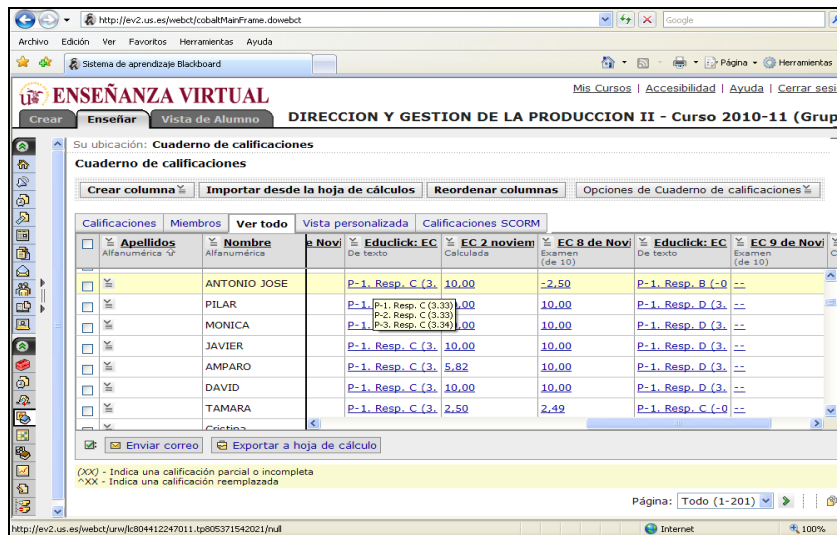 http://ev2.us.es/webct/cobaltMainFrame.dowebct
Google
Archivo Edición Ver Favoritos Herramientas Ayuda
Sistema de aprendizaje Blackboard
Página Herramientas
ENSEÑANZA VIRTUAL
Mis Cursos | Accesibilidad | Ayuda | Cerrar sesi
Crear Enseñar Vista de Alumno DIRECCION Y GESTION DE LA PRODUCCION II - Curso 2010-11 (Grup
Su ubicación: Cuaderno de calificaciones
Cuaderno de calificaciones
Crear columna Importar desde la hoja de cálculos Reordenar columnas Opciones de Cuaderno de calificaciones
Calificaciones Miembros Ver todo Vista personalizada Calificaciones SCORM
Apellidos Nombre e Novi Educlick: EC EC 2 noviem EC 8 de Novi Educlick: EC EC 9 de Novi
Alfanumérica Alfanumérica De texto Calculada Examen De texto Examen C
(de 10) (de 10)
ANTONIO JOSE P-1. Resp. C (3. 10,00 -2,50 P-1. Resp. B (-0 --
PILAR P-1. ,00 10,00 P-1. Resp. D (3. --
P-1. Resp. C (3.33)
P-2. Resp. C (3.33)
P-3. Resp. C (3.34)
MONICA P-1. ,00 10,00 P-1. Resp. D (3. --
JAVIER P-1. Resp. C (3. 10,00 10,00 P-1. Resp. D (3. --
AMPARO P-1. Resp. C (3. 5,82 10,00 P-1. Resp. D (3. --
DAVID P-1. Resp. C (3. 10,00 10,00 P-1. Resp. D (3. --
TAMARA P-1. Resp. C (3. 2,50 2,49 P-1. Resp. C (-0 --
Cristina
Enviar correo Exportar a hoja de cálculo
(XX) - Indica una calificación parcial o incompleta
^XX - Indica una calificación reemplazada
Página: Todo (1-201)
http://ev2.us.es/webct/urw/lc804412247011.tp805371542021/null Internet 100%